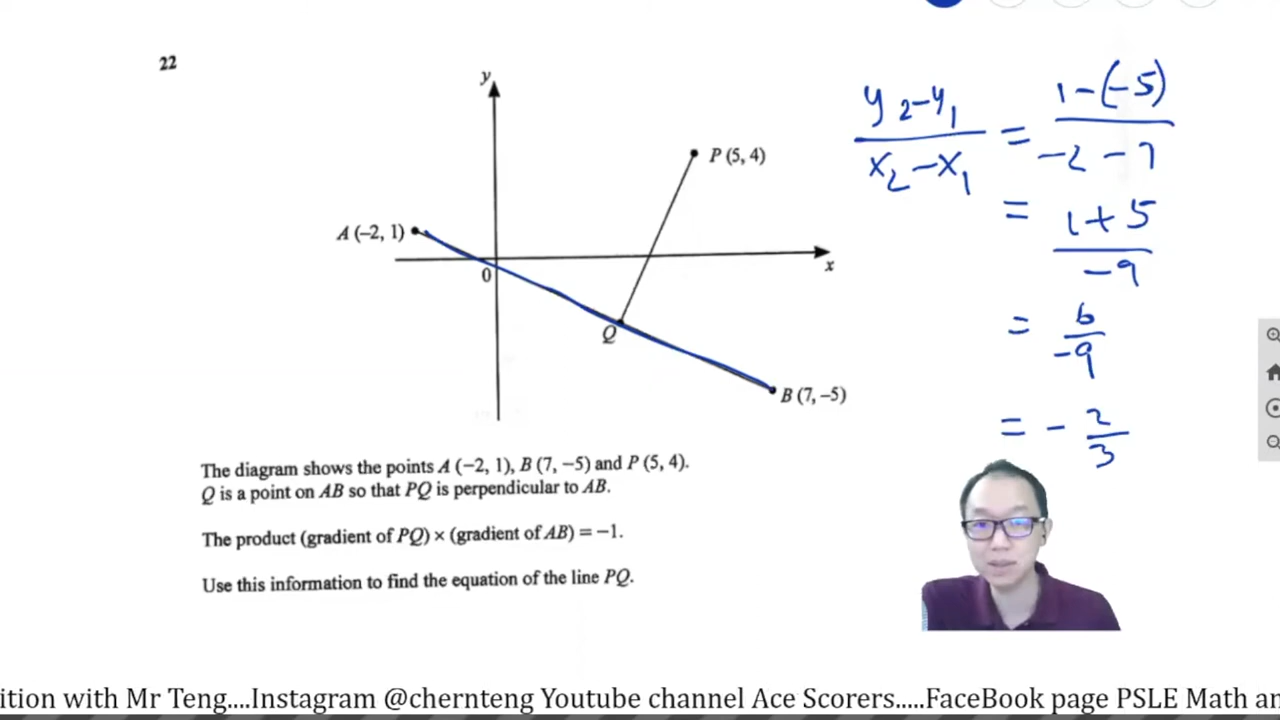 22
y
P (5, 4)
A (−2, 1)
0
x
Q
B (7, −5)
y₂−y₁ / x₂−x₁ = 1−(−5) / −2−7
= 1+5 / −9
= 6 / −9
= − 2 / 3
The diagram shows the points A (−2, 1), B (7, −5) and P (5, 4).
Q is a point on AB so that PQ is perpendicular to AB.
The product (gradient of PQ) × (gradient of AB) = −1.
Use this information to find the equation of the line PQ.
ition with Mr Teng....Instagram @chernteng Youtube channel Ace Scorers.....FaceBook page PSLE Math an